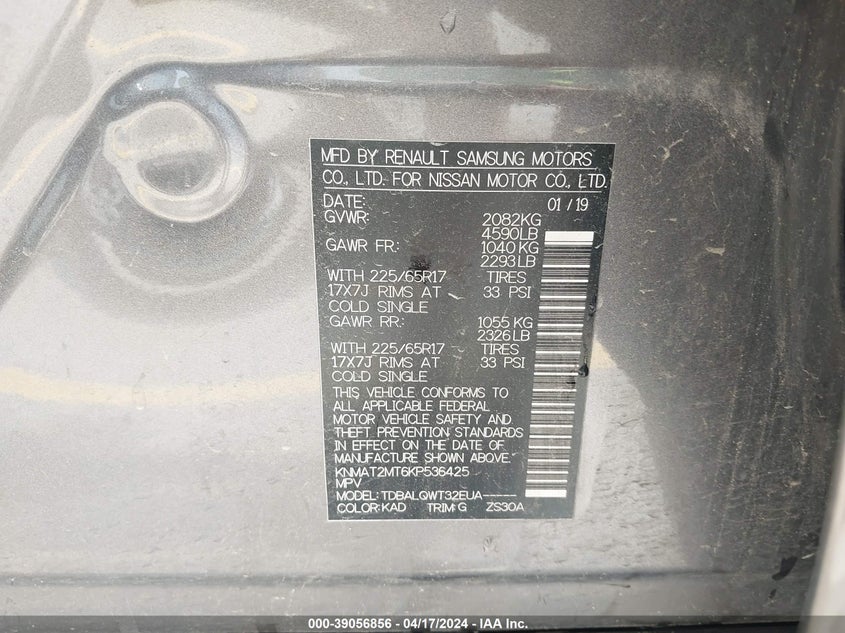 MFD BY RENAULT SAMSUNG MOTORS
CO., LTD. FOR NISSAN MOTOR CO., LTD.
DATE: 01/19
GVWR: 2082KG
4590LB
GAWR FR: 1040KG
2293LB
WITH 225/65R17 TIRES
17X7J RIMS AT 33 PSI
COLD SINGLE
GAWR RR: 1055 KG
2326LB
WITH 225/65R17 TIRES
17X7J RIMS AT 33 PSI
COLD SINGLE
THIS VEHICLE CONFORMS TO
ALL APPLICABLE FEDERAL
MOTOR VEHICLE SAFETY AND
THEFT PREVENTION STANDARDS
IN EFFECT ON THE DATE OF
MANUFACTURE SHOWN ABOVE.
KNMAT2MT6KP536425
MPV
MODEL: TDBALQWT32EUA-----
COLOR: KAD TRIM: G ZS30A
000-39056856 / 04/17/2024 - IAA Inc.